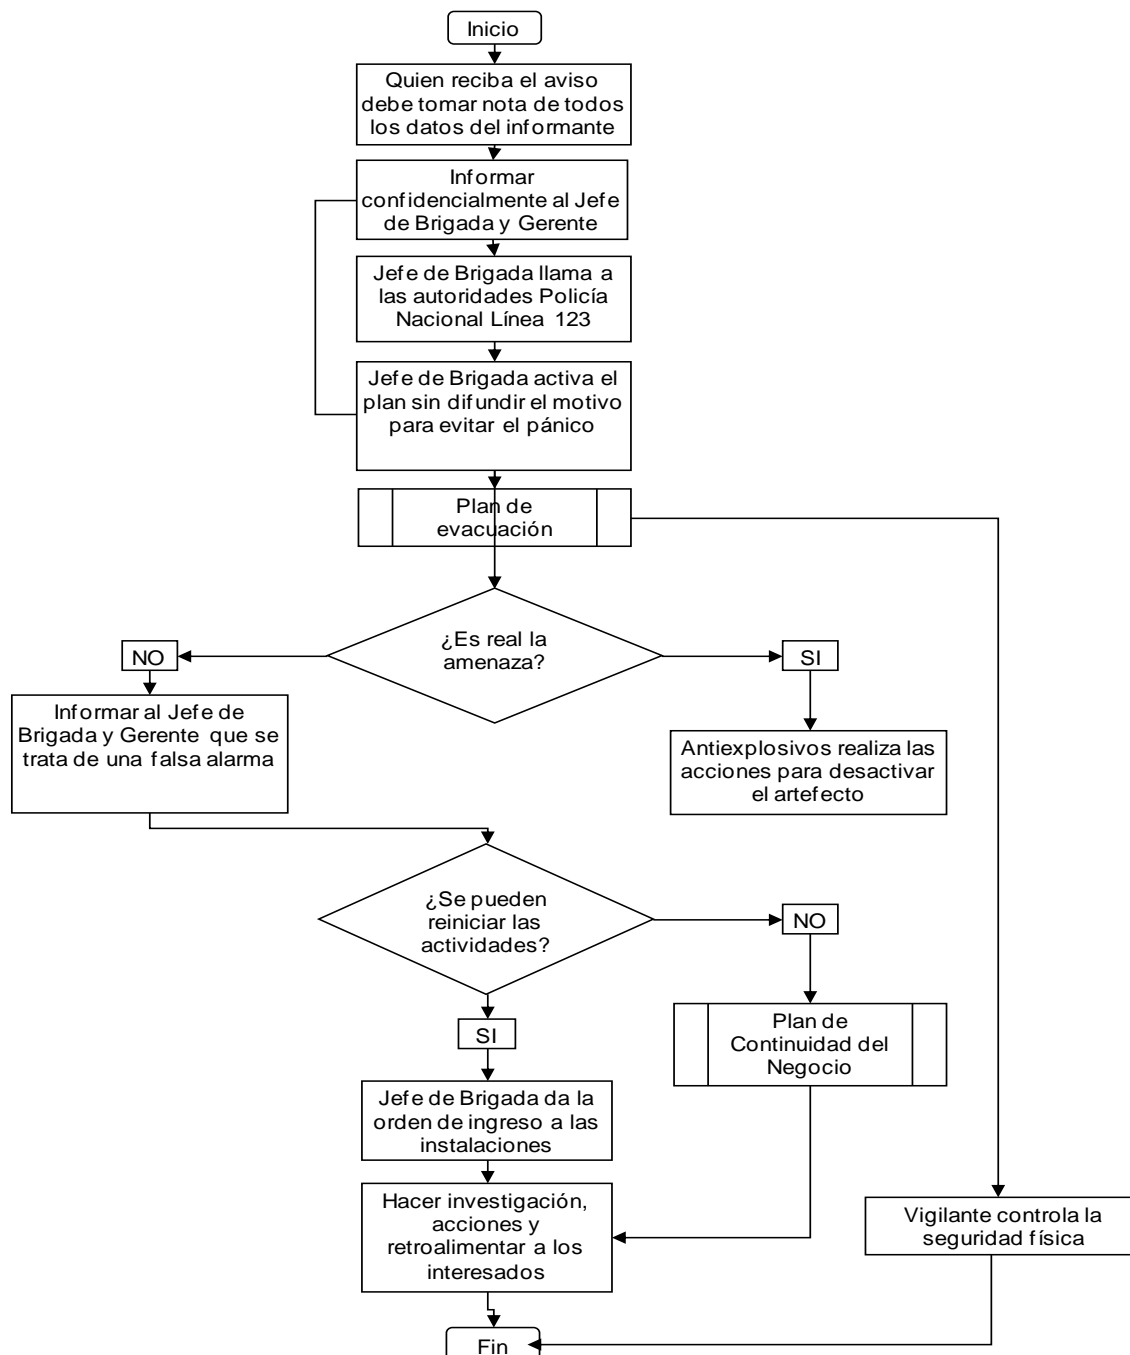 Inicio
Quien reciba el aviso
debe tomar nota de todos
los datos del informante
Informar
confidencialmente al Jefe
de Brigada y Gerente
Jefe de Brigada llama a
las autoridades Policía
Nacional Línea 123
Jefe de Brigada activa el
plan sin difundir el motivo
para evitar el pánico
Plan de
evacuación
¿Es real la
amenaza?
NO
SI
Informar al Jefe de
Brigada y Gerente que se
trata de una falsa alarma
Antiexplosivos realiza las
acciones para desactivar
el artefecto
¿Se pueden
reiniciar las
actividades?
NO
SI
Plan de
Continuidad del
Negocio
Jefe de Brigada da la
orden de ingreso a las
instalaciones
Hacer investigación,
acciones y
retroalimentar a los
interesados
Vigilante controla la
seguridad física
Fin